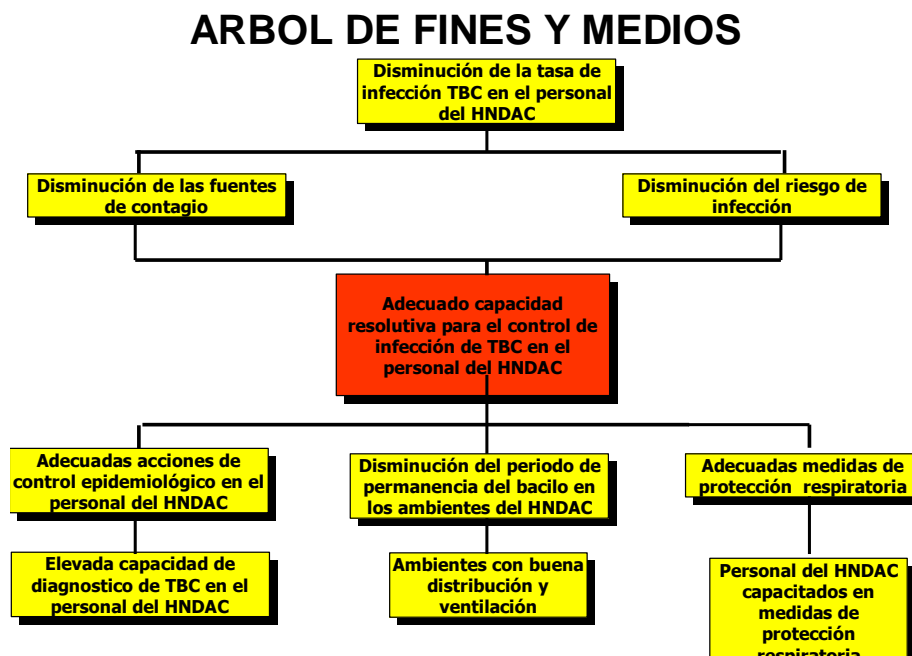 ARBOL DE FINES Y MEDIOS
Disminución de la tasa de
infección TBC en el personal
del HNDAC
Disminución de las fuentes
de contagio
Disminución del riesgo de
infección
Adecuado capacidad
resolutiva para el control de
infección de TBC en el
personal del HNDAC
Adecuadas acciones de
control epidemiológico en el
personal del HNDAC
Disminución del periodo de
permanencia del bacilo en
los ambientes del HNDAC
Adecuadas medidas de
protección respiratoria
Elevada capacidad de
diagnostico de TBC en el
personal del HNDAC
Ambientes con buena
distribución y
ventilación
Personal del HNDAC
capacitados en
medidas de
protección
respiratoria